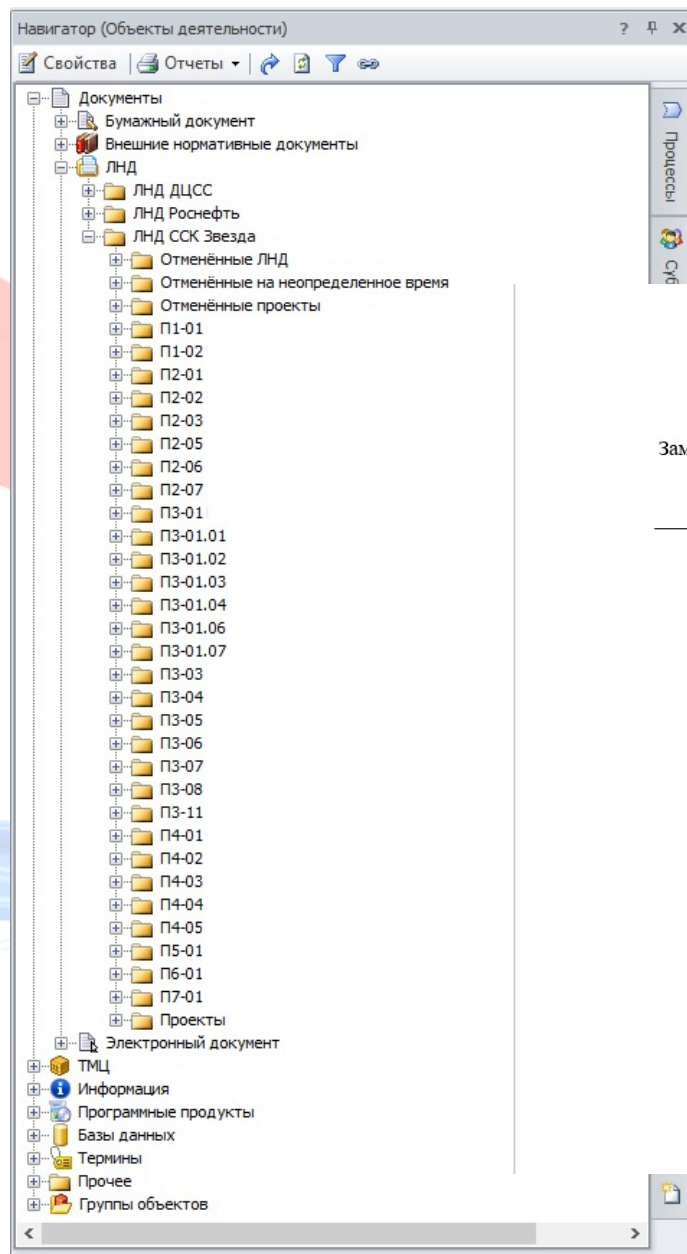 Навигатор (Объекты деятельности)
Свойства Отчеты
Документы
Бумажный документ
Внешние нормативные документы
ЛНД
ЛНД ДЦСС
ЛНД Роснефть
ЛНД ССК Звезда
Отменённые ЛНД
Отменённые на неопределенное время
Отменённые проекты
П1-01
П1-02
П2-01
П2-02
П2-03
П2-05
П2-06
П2-07
П3-01
П3-01.01
П3-01.02
П3-01.03
П3-01.04
П3-01.06
П3-01.07
П3-03
П3-04
П3-05
П3-06
П3-07
П3-08
П3-11
П4-01
П4-02
П4-03
П4-04
П4-05
П5-01
П6-01
П7-01
Проекты
Электронный документ
ТМЦ
Информация
Программные продукты
Базы данных
Термины
Прочее
Группы объектов
Процессы
Суб
Зам